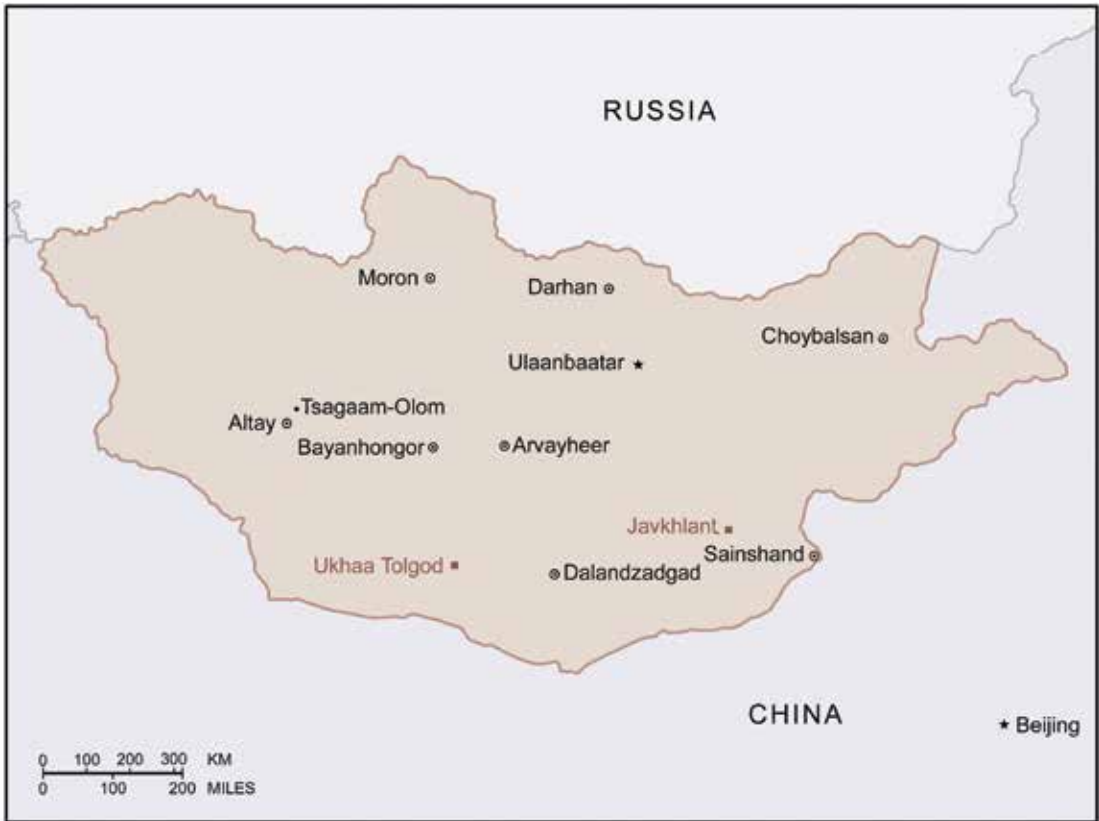 RUSSIA
Moron
Darhan
Choybalsan
Ulaanbaatar
Tsagaam-Olom
Altay
Bayanhongor
Arvayheer
Javkhlant
Sainshand
Ukhaa Tolgod
Dalandzadgad
CHINA
Beijing
0 100 200 300 KM
0 100 200 MILES